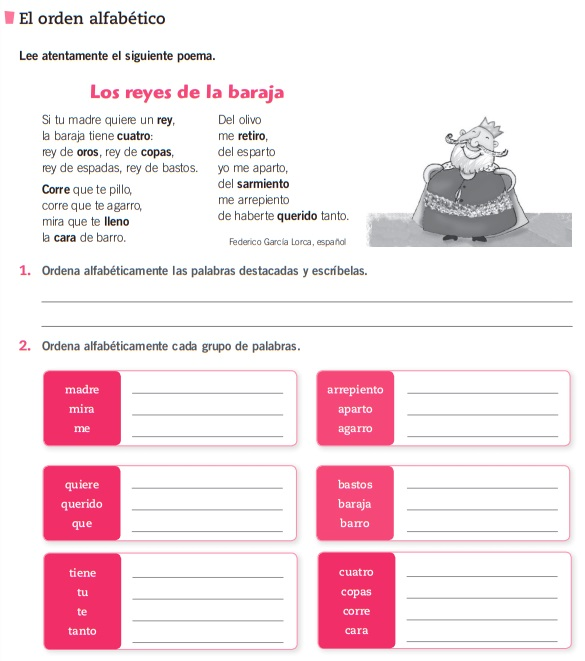 El orden alfabético
Lee atentamente el siguiente poema.
Los reyes de la baraja
Si tu madre quiere un rey,
la baraja tiene cuatro:
rey de oros, rey de copas,
rey de espadas, rey de bastos.
Corre que te pillo,
corre que te agarro,
mira que te lleno
la cara de barro.
Del olivo
me retiro,
del esparto
yo me aparto,
del sarmiento
me arrepiento
de haberte querido tanto.
Federico García Lorca, español
1. Ordena alfabéticamente las palabras destacadas y escríbelas.
2. Ordena alfabéticamente cada grupo de palabras.
madre
mira
me
arrepiento
aparto
agarro
quiere
querido
que
bastos
baraja
barro
tiene
tu
te
tanto
cuatro
copas
corre
cara